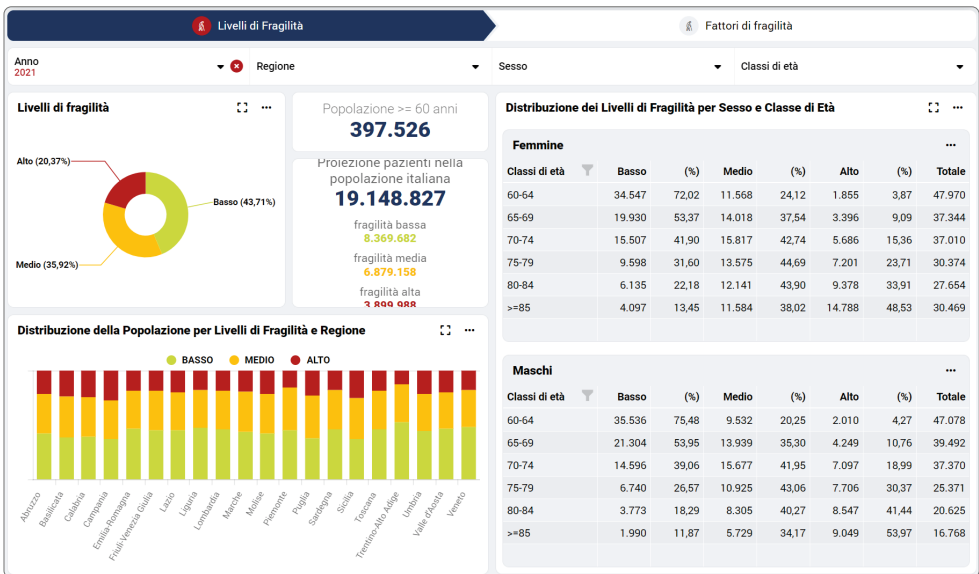 Livelli di Fragilità
Fattori di fragilità
Anno
2021
Regione
Sesso
Classi di età
Livelli di fragilità
Alto (20,37%)
Basso (43,71%)
Medio (35,92%)
Popolazione >= 60 anni
397.526
Proiezione pazienti nella
popolazione italiana
19.148.827
fragilità bassa
8.369.682
fragilità media
6.879.158
fragilità alta
3.899.988
Distribuzione della Popolazione per Livelli di Fragilità e Regione
BASSO MEDIO ALTO
Abruzzo
Basilicata
Calabria
Campania
Emilia-Romagna
Friuli-Venezia Giulia
Lazio
Liguria
Lombardia
Marche
Molise
Piemonte
Puglia
Sardegna
Sicilia
Toscana
Trentino-Alto Adige
Umbria
Valle d'Aosta
Veneto
Distribuzione dei Livelli di Fragilità per Sesso e Classe di Età
Femmine
Classi di età Basso (%) Medio (%) Alto (%) Totale
60-64 34.547 72,02 11.568 24,12 1.855 3,87 47.970
65-69 19.930 53,37 14.018 37,54 3.396 9,09 37.344
70-74 15.507 41,90 15.817 42,74 5.686 15,36 37.010
75-79 9.598 31,60 13.575 44,69 7.201 23,71 30.374
80-84 6.135 22,18 12.141 43,90 9.378 33,91 27.654
>=85 4.097 13,45 11.584 38,02 14.788 48,53 30.469
Maschi
Classi di età Basso (%) Medio (%) Alto (%) Totale
60-64 35.536 75,48 9.532 20,25 2.010 4,27 47.078
65-69 21.304 53,95 13.939 35,30 4.249 10,76 39.492
70-74 14.596 39,06 15.677 41,95 7.097 18,99 37.370
75-79 6.740 26,57 10.925 43,06 7.706 30,37 25.371
80-84 3.773 18,29 8.305 40,27 8.547 41,44 20.625
>=85 1.990 11,87 5.729 34,17 9.049 53,97 16.768